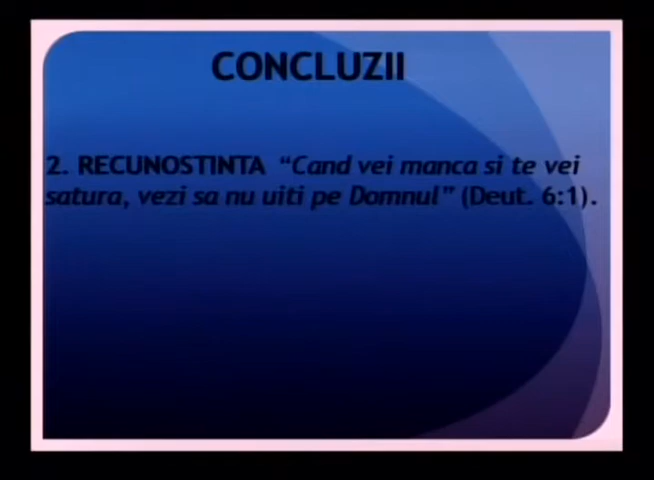 CONCLUZII
2. RECUNOSTINTA “Cand vei manca si te vei
satura, vezi sa nu uiti pe Domnul” (Deut. 6:1).